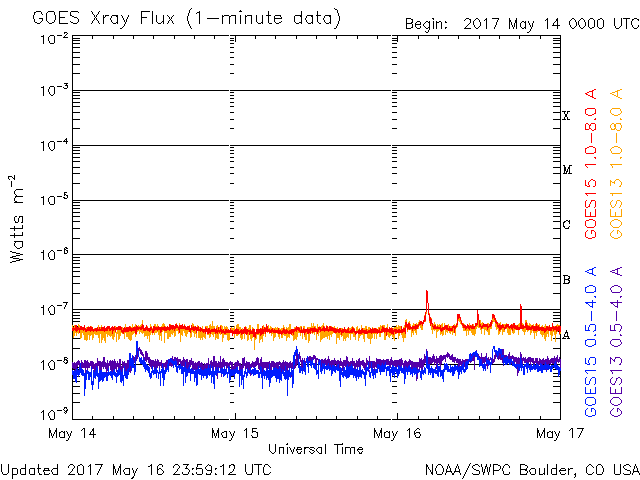 GOES Xray Flux (1-minute data)
Begin: 2017 May 14 0000 UTC
10-2
10-3
10-4
10-5
10-6
10-7
10-8
10-9
Watts m-2
X
M
C
B
A
GOES15 1.0-8.0 A
GOES13 1.0-8.0 A
GOES15 0.5-4.0 A
GOES13 0.5-4.0 A
May 14
May 15
May 16
May 17
Universal Time
Updated 2017 May 16 23:59:12 UTC
NOAA/SWPC Boulder, CO USA